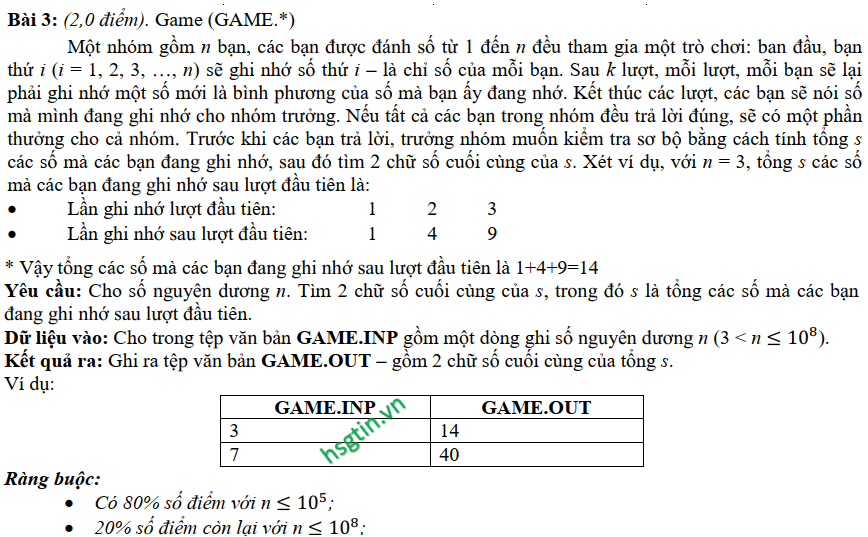 Bài 3: (2,0 điểm). Game (GAME.*)
Một nhóm gồm n bạn, các bạn được đánh số từ 1 đến n đều tham gia một trò chơi: ban đầu, bạn
thứ i (i = 1, 2, 3, …, n) sẽ ghi nhớ số thứ i – là chỉ số của mỗi bạn. Sau k lượt, mỗi lượt, mỗi bạn sẽ lại
phải ghi nhớ một số mới là bình phương của số mà bạn ấy đang nhớ. Kết thúc các lượt, các bạn sẽ nói số
mà mình đang ghi nhớ cho nhóm trưởng. Nếu tất cả các bạn trong nhóm đều trả lời đúng, sẽ có một phần
thưởng cho cả nhóm. Trước khi các bạn trả lời, trưởng nhóm muốn kiểm tra sơ bộ bằng cách tính tổng s
các số mà các bạn đang ghi nhớ, sau đó tìm 2 chữ số cuối cùng của s. Xét ví dụ, với n = 3, tổng s các số
mà các bạn đang ghi nhớ sau lượt đầu tiên là:
• Lần ghi nhớ lượt đầu tiên: 1 2 3
• Lần ghi nhớ sau lượt đầu tiên: 1 4 9
* Vậy tổng các số mà các bạn đang ghi nhớ sau lượt đầu tiên là 1+4+9=14
Yêu cầu: Cho số nguyên dương n. Tìm 2 chữ số cuối cùng của s, trong đó s là tổng các số mà các bạn
đang ghi nhớ sau lượt đầu tiên.
Dữ liệu vào: Cho trong tệp văn bản GAME.INP gồm một dòng ghi số nguyên dương n (3 < n ≤ 10⁸).
Kết quả ra: Ghi ra tệp văn bản GAME.OUT – gồm 2 chữ số cuối cùng của tổng s.
Ví dụ:
GAME.INP GAME.OUT
3 14
7 40
hsgtin.vn
Ràng buộc:
• Có 80% số điểm với n ≤ 10⁵;
• 20% số điểm còn lại với n ≤ 10⁸;